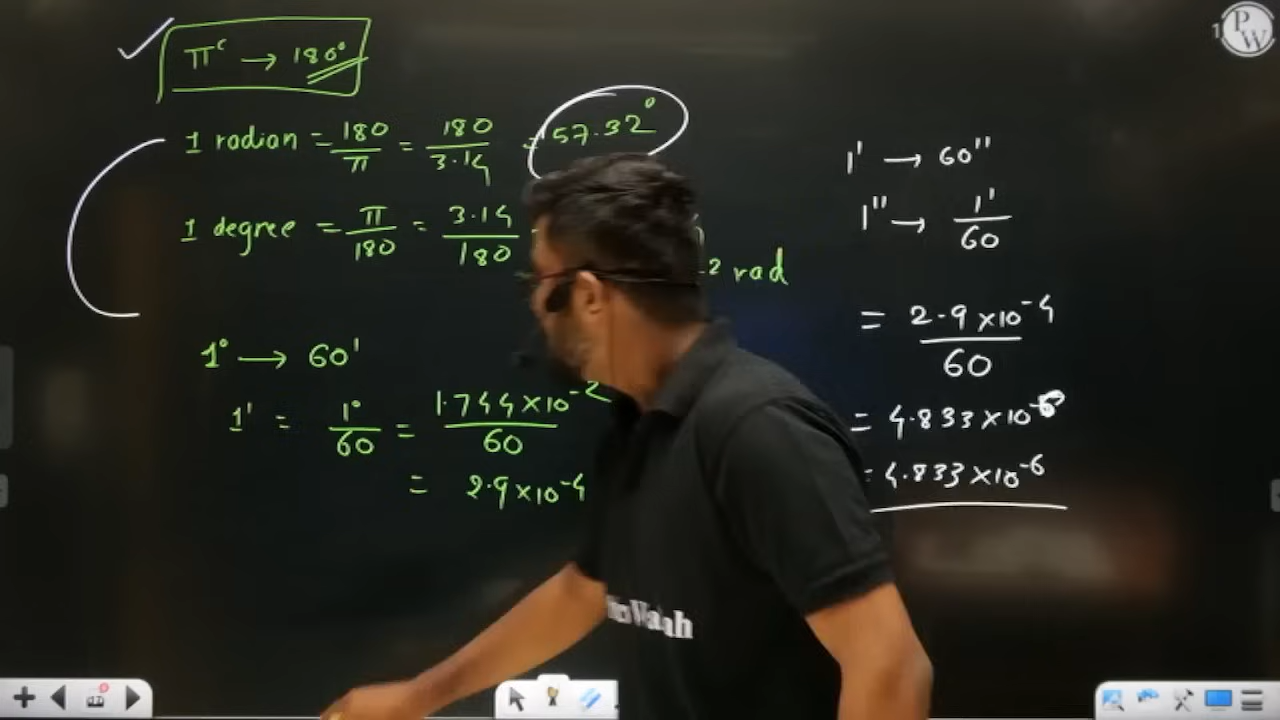 πᶜ → 180°
1 radian = 180/π = 180/3.14 = 57.32°
1 degree = π/180 = 3.14/180
-2 rad
1° → 60'
1' = 1°/60 = 1.744×10⁻²/60
= 2.9×10⁻⁴
1' → 60''
1'' → 1'/60
= 2.9×10⁻⁴/60
= 4.833×10
= 4.833×10⁻⁶
PW